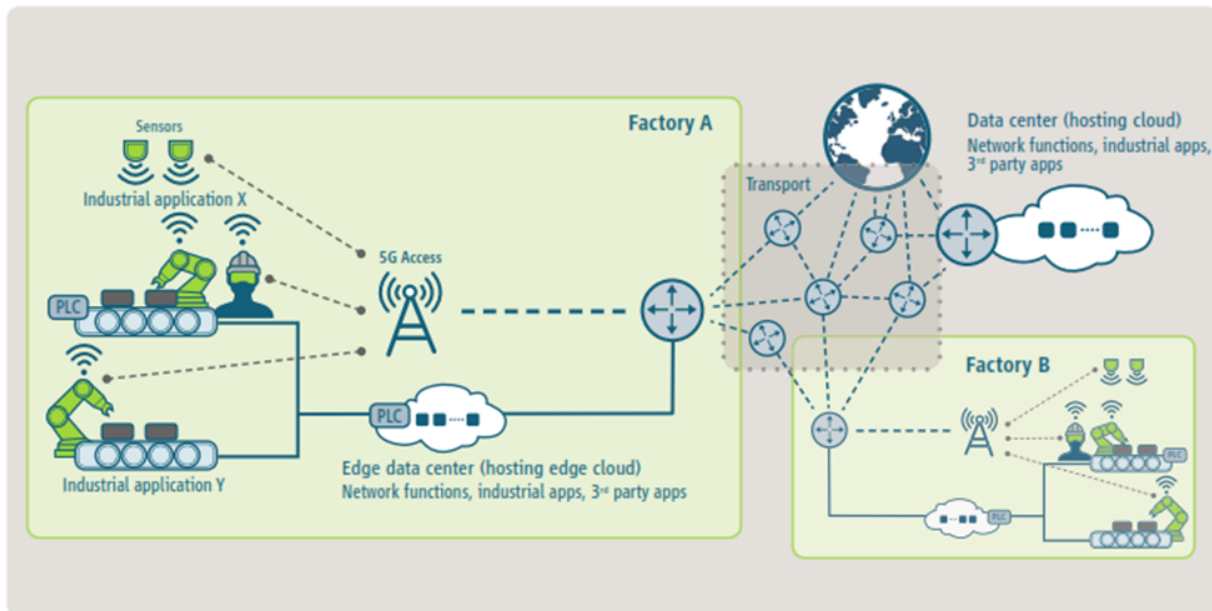 Factory A
Sensors
Industrial application X
5G Access
PLC
PLC
Edge data center (hosting edge cloud)
Network functions, industrial apps, 3rd party apps
Industrial application Y
Transport
Data center (hosting cloud)
Network functions, industrial apps,
3rd party apps
Factory B
PLC
PLC